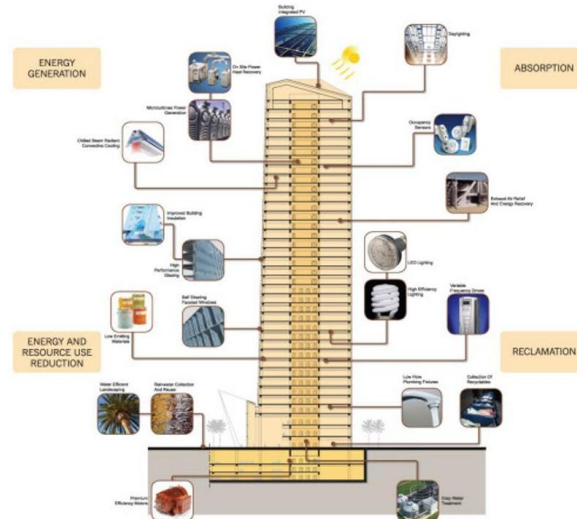 Building
Integrated PV
Daylighting
ENERGY
GENERATION
ABSORPTION
On Site Power
Heat Recovery
Microturbines Power
Generation
Occupancy
Sensors
Chilled Beam Radiant
Convective Cooling
Exhaust Air Relief
And Energy Recovery
Improved Building
Insulation
High
Performance
Glazing
LED Lighting
High Efficiency
Lighting
Variable
Frequency Drives
Self Shading
Faceted Windows
Low Emitting
Materials
ENERGY AND
RESOURCE USE
REDUCTION
RECLAMATION
Water Efficient
Landscaping
Rainwater Collection
And Reuse
Low Flow
Plumbing Fixtures
Collection Of
Recyclables
Premium
Efficiency Motors
Gray Water
Treatment